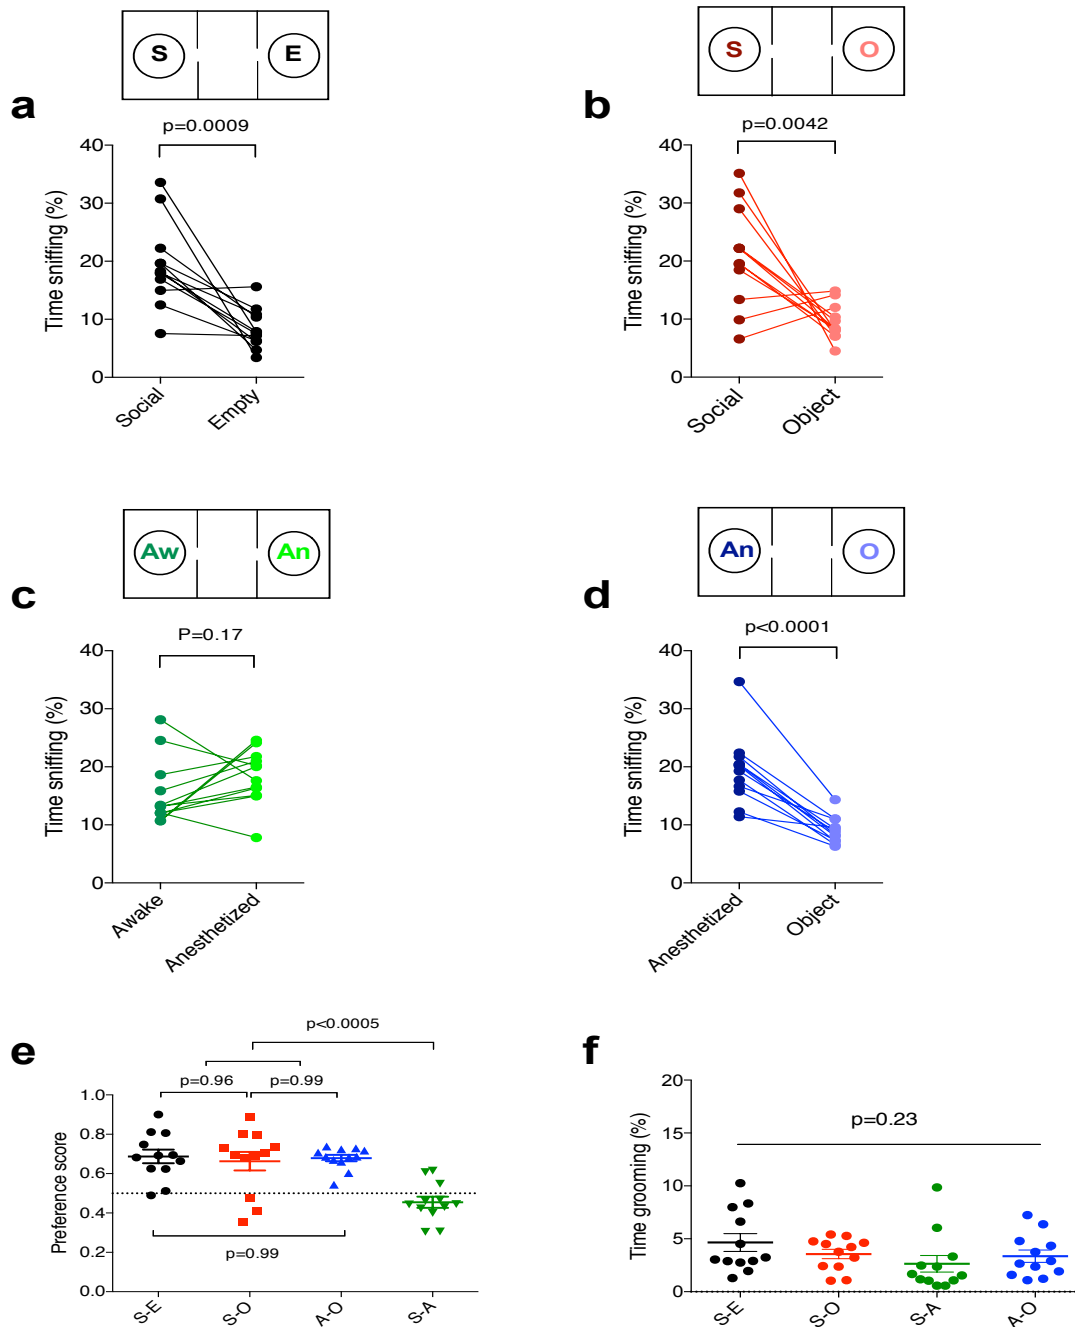 S E
a
p=0.0009
40
30
20
10
0
Time sniffing (%)
Social Empty
S O
b
p=0.0042
40
30
20
10
0
Time sniffing (%)
Social Object
Aw An
c
P=0.17
40
30
20
10
0
Time sniffing (%)
Awake Anesthetized
An O
d
p<0.0001
40
30
20
10
0
Time sniffing (%)
Anesthetized Object
e
p<0.0005
p=0.96 p=0.99
1.0
0.8
0.6
0.4
0.2
0.0
Preference score
p=0.99
S-E S-O A-O S-A
f
20
15
10
5
0
Time grooming (%)
p=0.23
S-E S-O S-A A-O